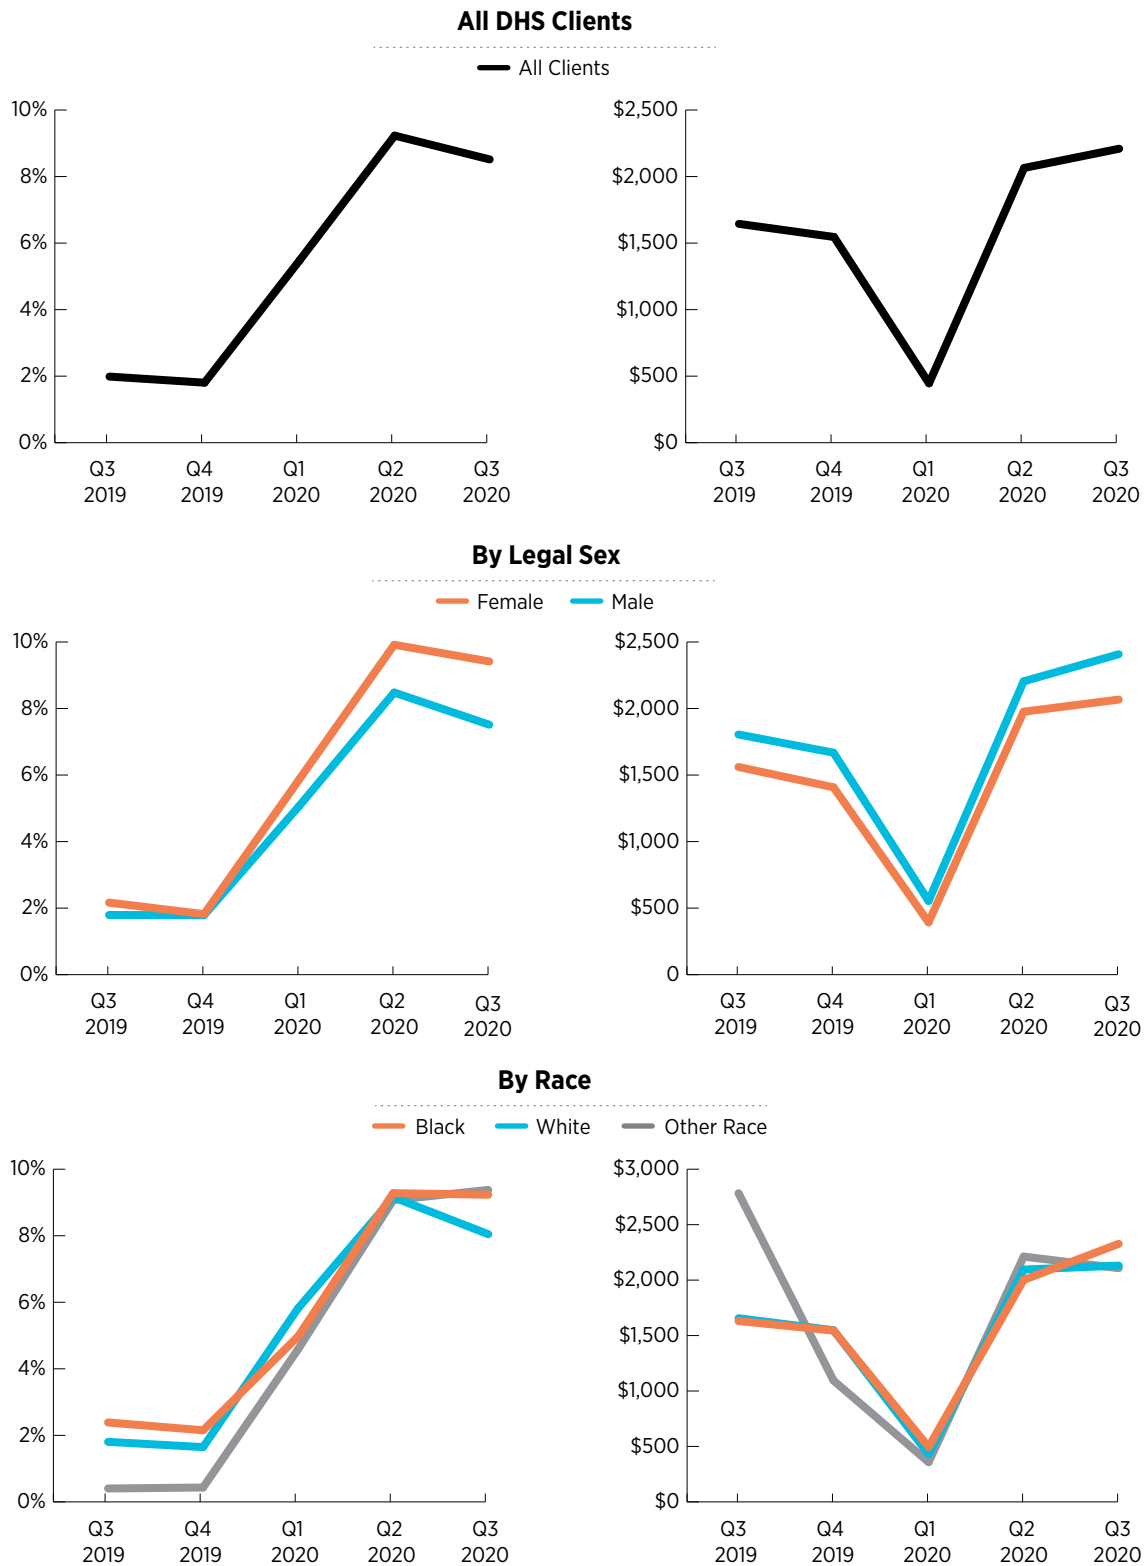 All DHS Clients
All Clients
10%
8%
6%
4%
2%
0%
Q3 Q4 Q1 Q2 Q3
2019 2019 2020 2020 2020
$2,500
$2,000
$1,500
$1,000
$500
$0
Q3 Q4 Q1 Q2 Q3
2019 2019 2020 2020 2020
By Legal Sex
Female Male
10%
8%
6%
4%
2%
0%
Q3 Q4 Q1 Q2 Q3
2019 2019 2020 2020 2020
$2,500
$2,000
$1,500
$1,000
$500
0
Q3 Q4 Q1 Q2 Q3
2019 2019 2020 2020 2020
By Race
Black White Other Race
10%
8%
6%
4%
2%
0%
Q3 Q4 Q1 Q2 Q3
2019 2019 2020 2020 2020
$3,000
$2,500
$2,000
$1,500
$1,000
$500
$0
Q3 Q4 Q1 Q2 Q3
2019 2019 2020 2020 2020